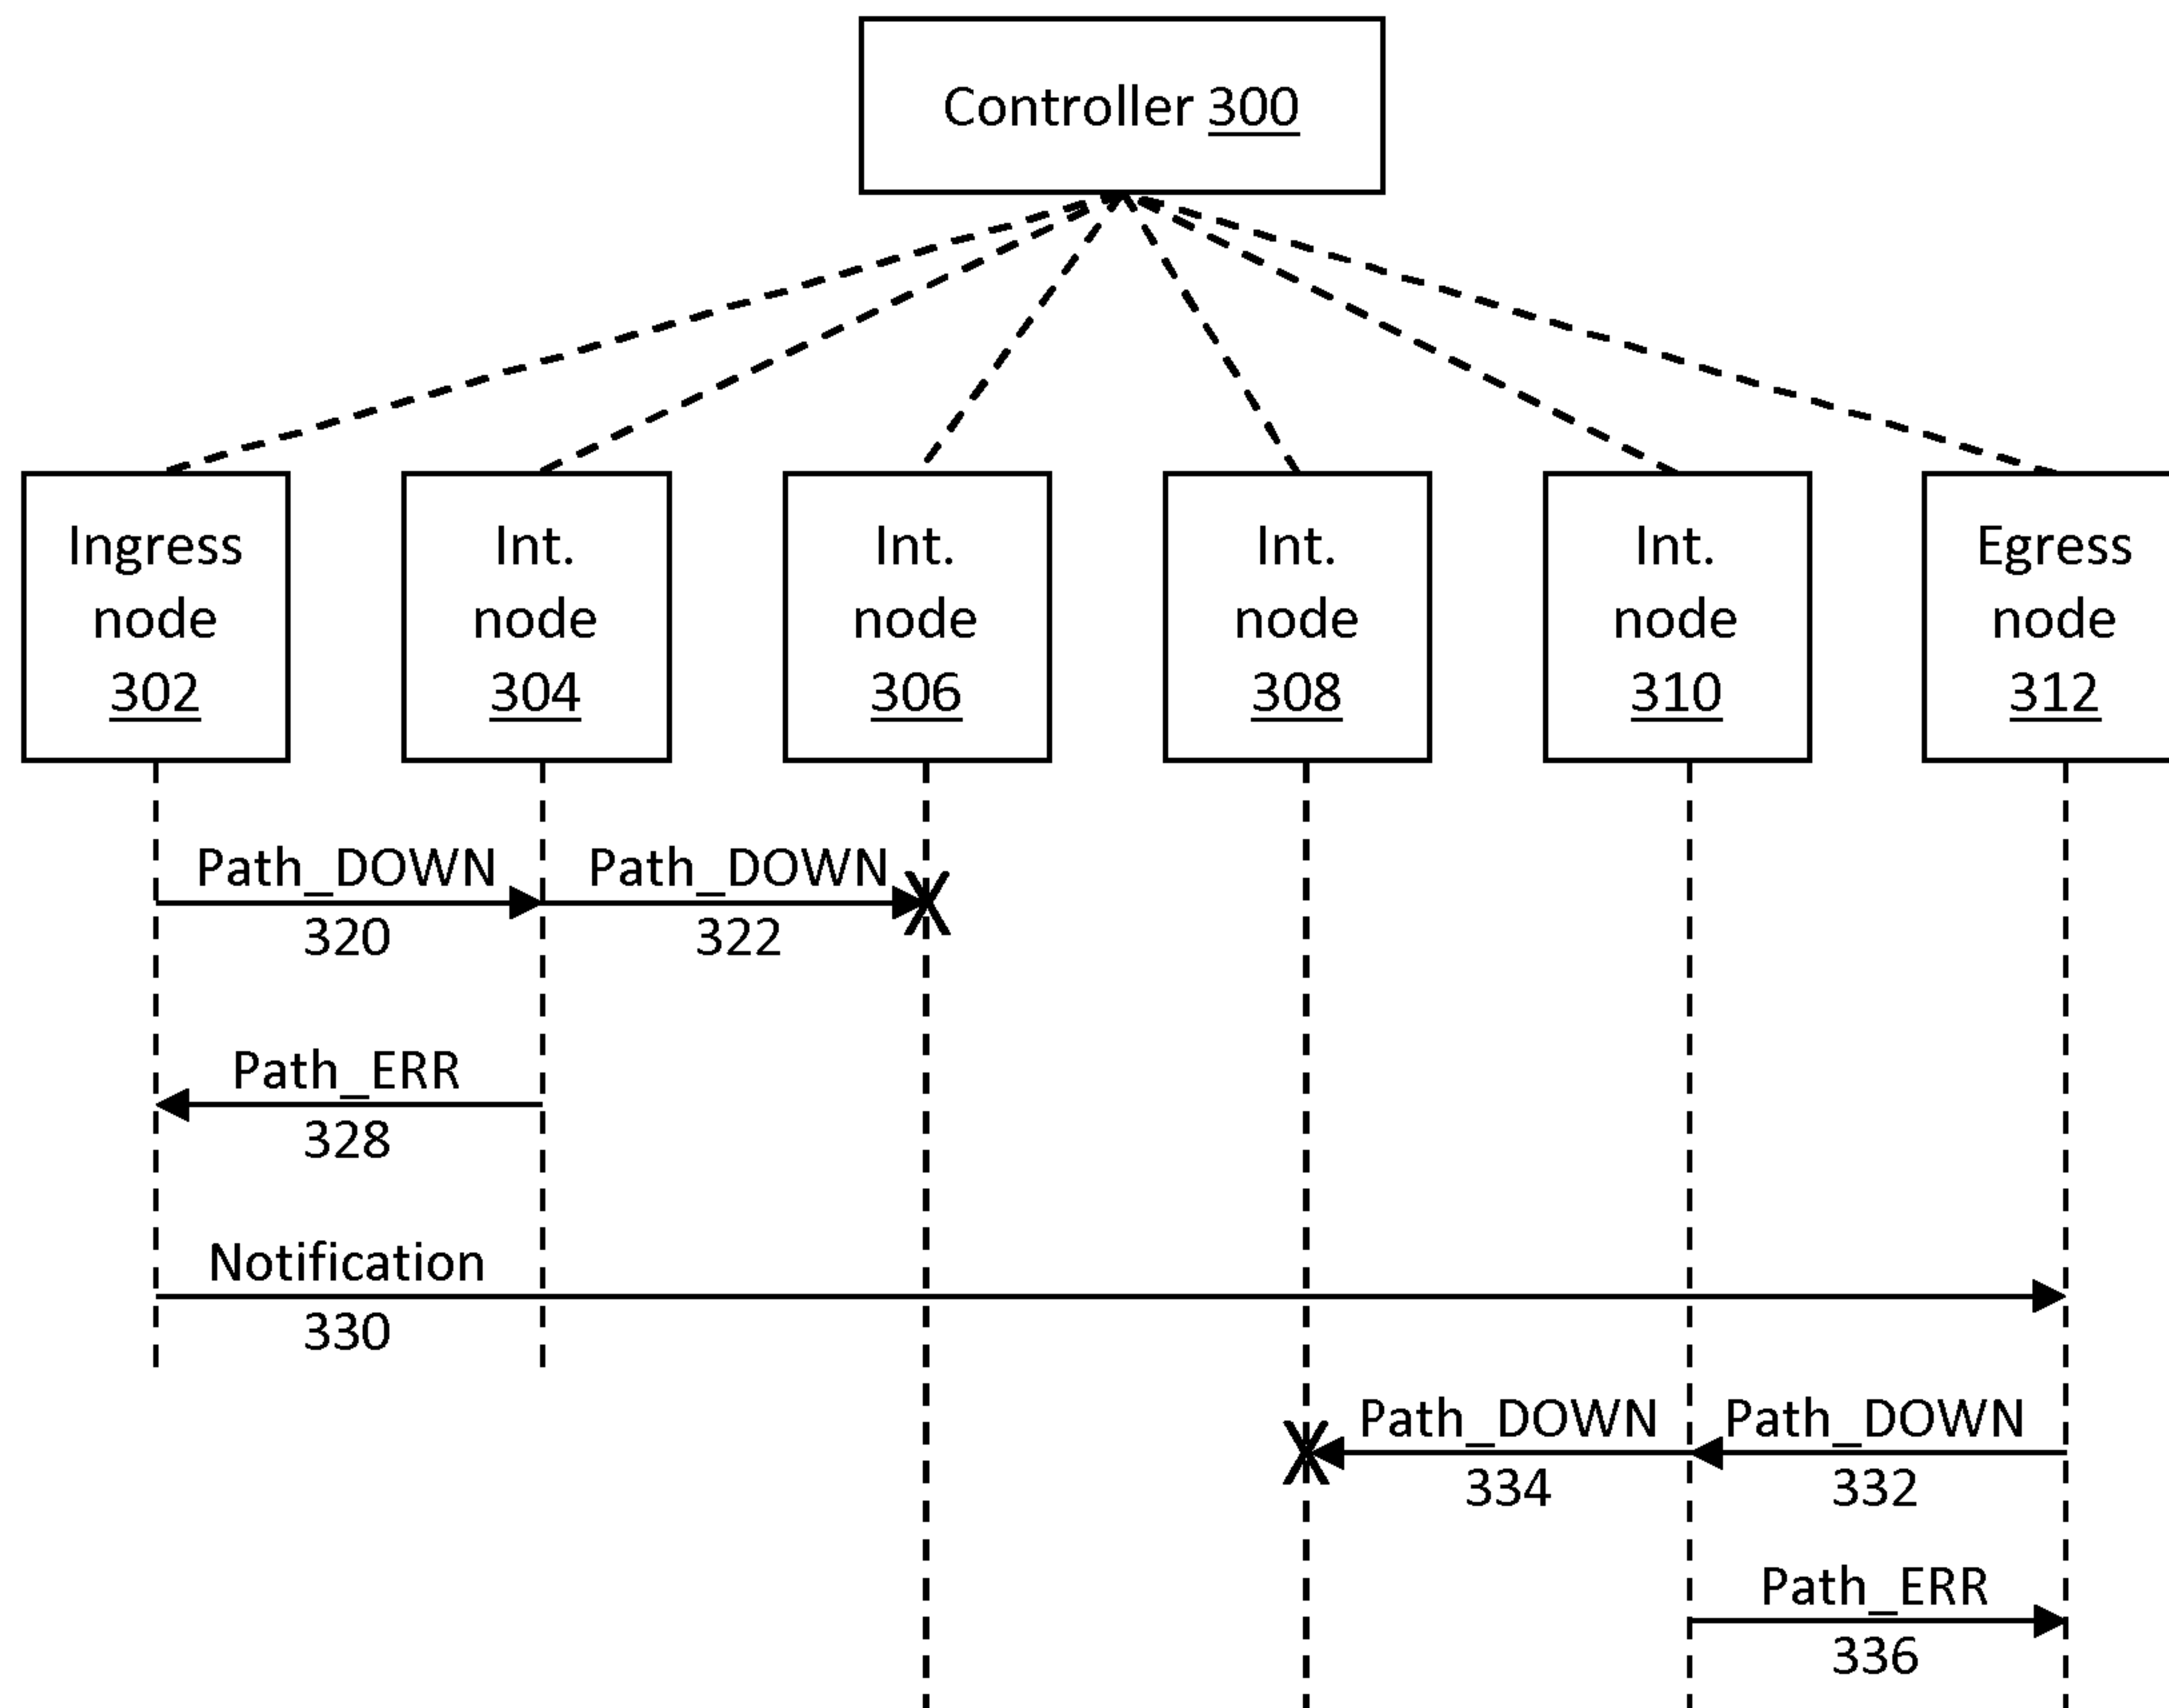 Controller 300
Ingress
node
302
Int.
node
304
Int.
node
306
Int.
node
308
Int.
node
310
Egress
node
312
Path_DOWN
320
Path_DOWN
322
Path_ERR
328
Notification
330
Path_DOWN
334
Path_DOWN
332
Path_ERR
336